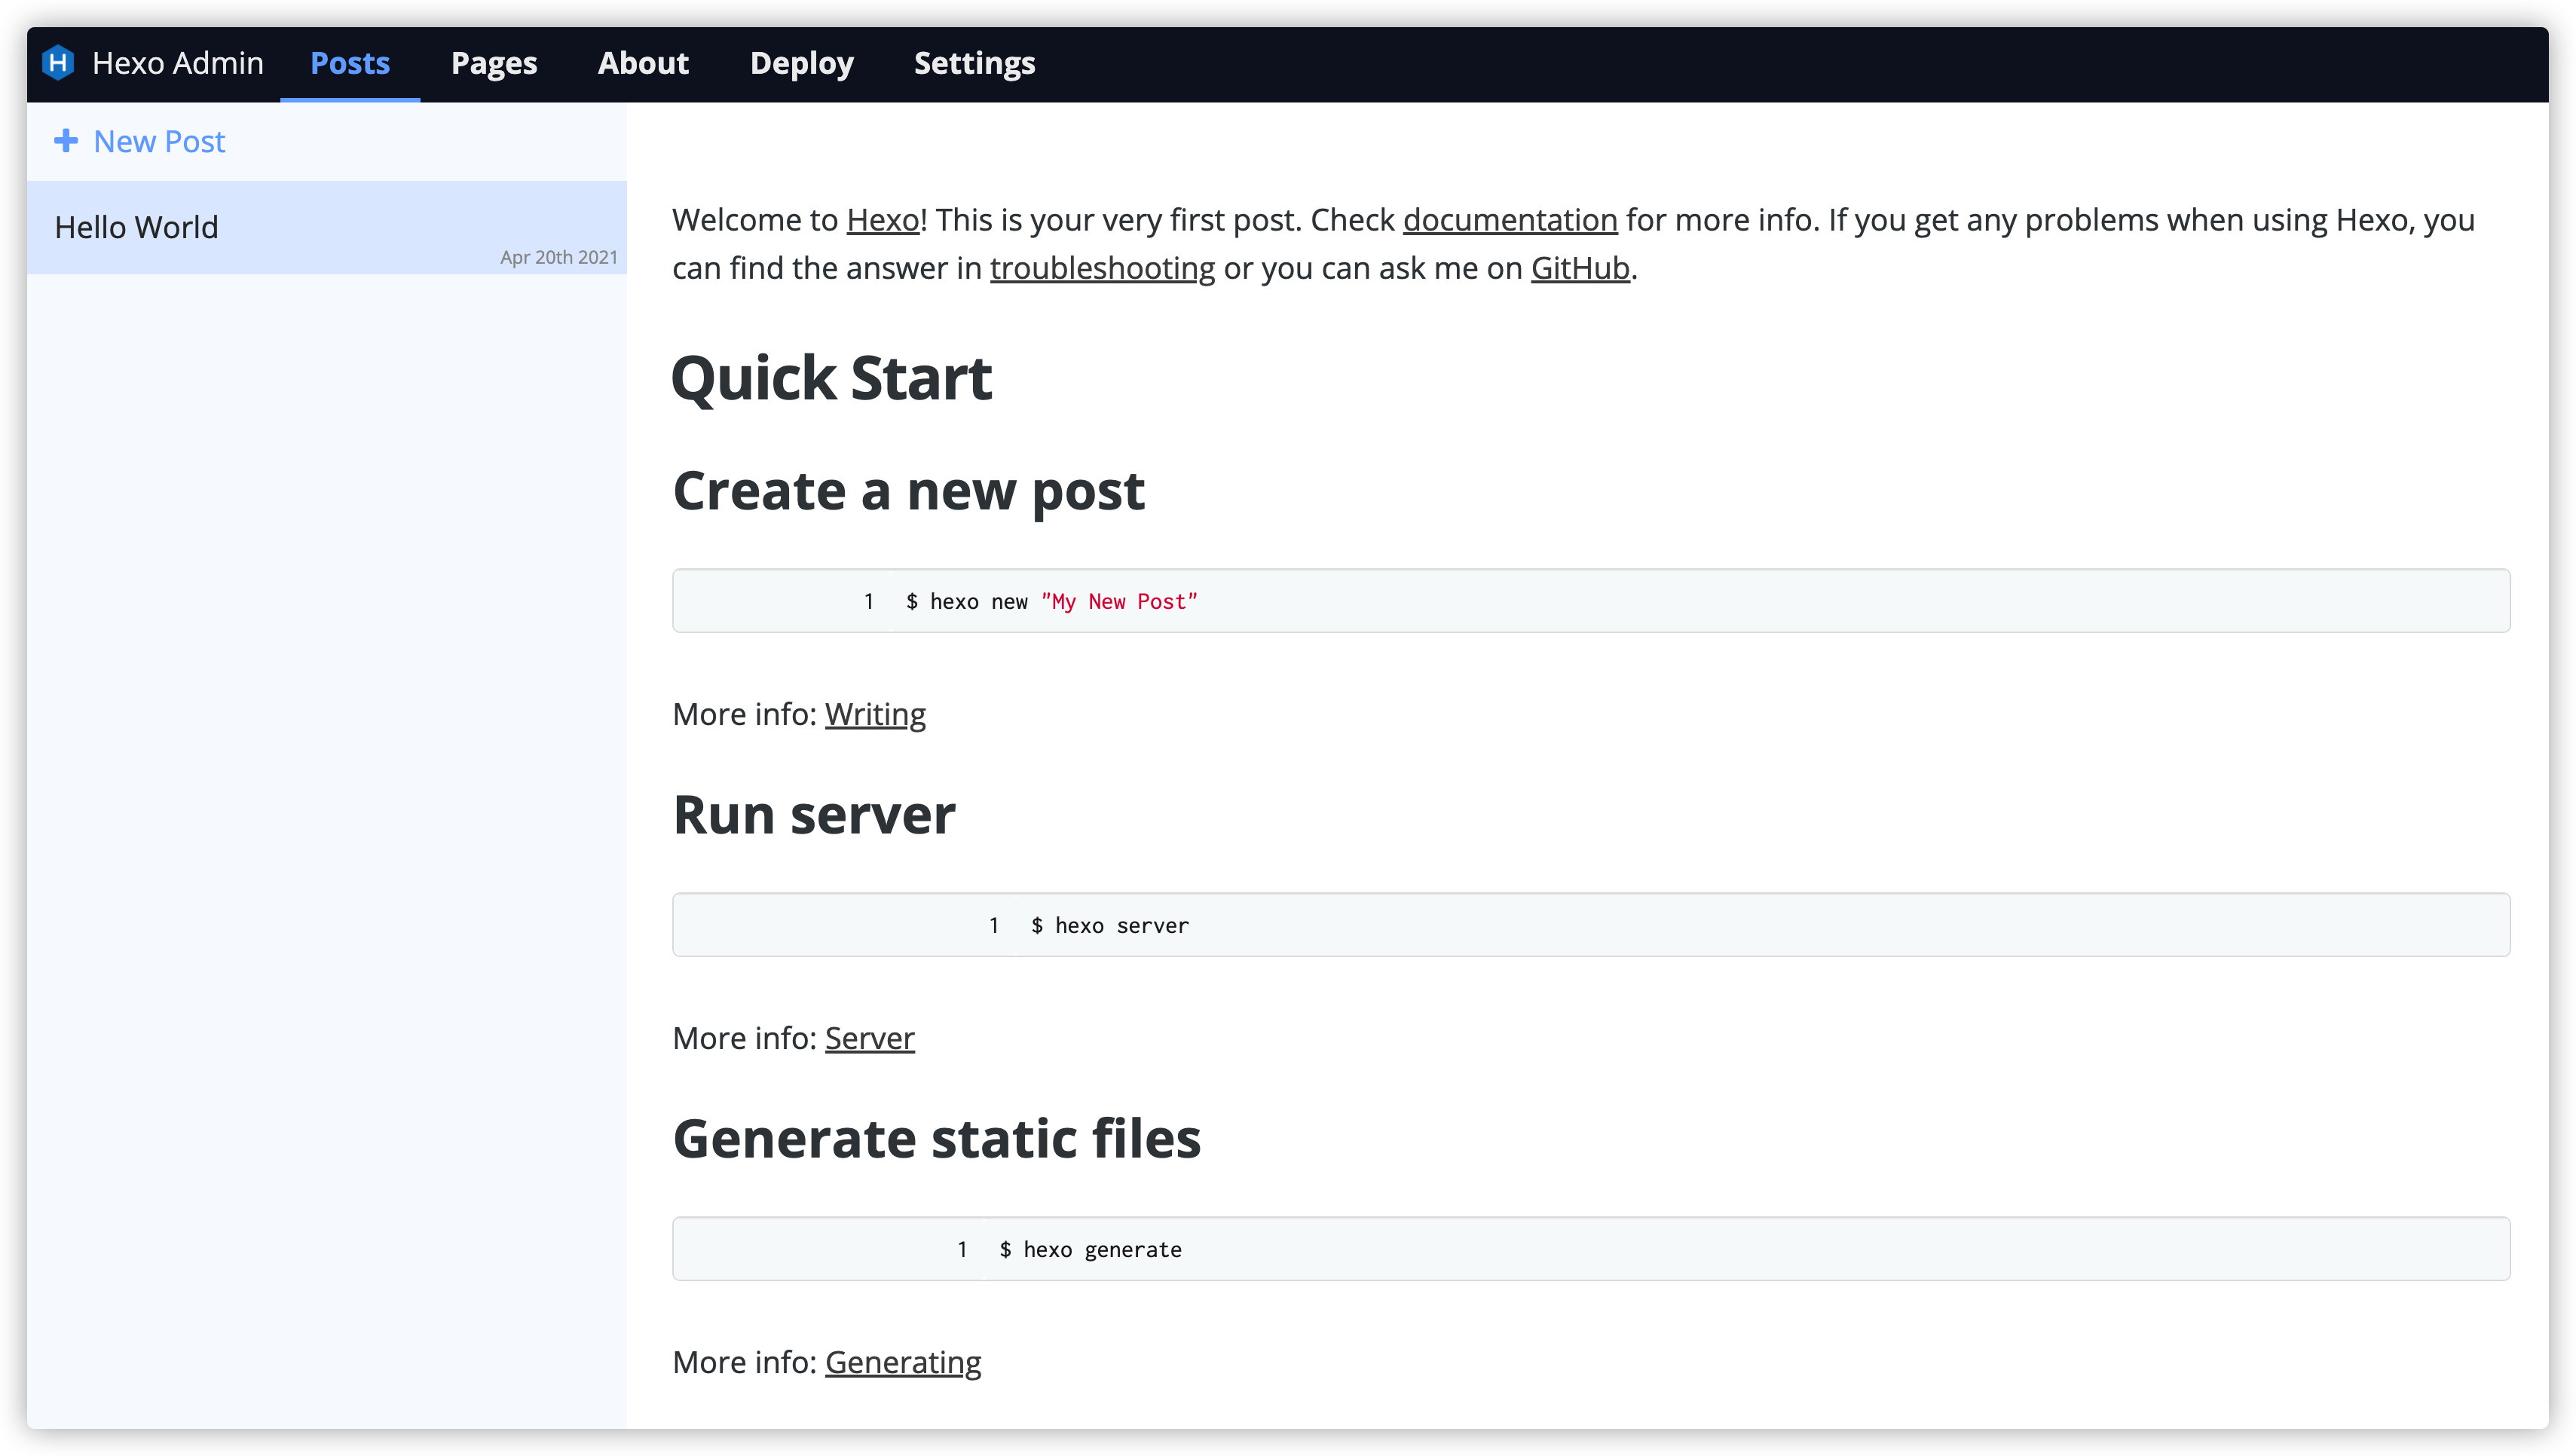 H Hexo Admin Posts Pages About Deploy Settings
New Post
Hello World
Apr 20th 2021
Welcome to Hexo! This is your very first post. Check documentation for more info. If you get any problems when using Hexo, you
can find the answer in troubleshooting or you can ask me on GitHub.
Quick Start
Create a new post
1 $ hexo new "My New Post"
More info: Writing
Run server
1 $ hexo server
More info: Server
Generate static files
1 $ hexo generate
More info: Generating